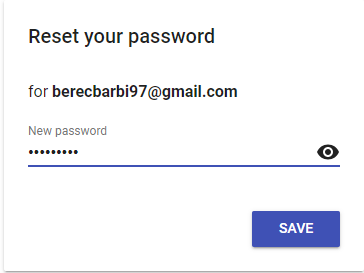 Reset your password
for berecbarbi97@gmail.com
New password
•••••••••
SAVE